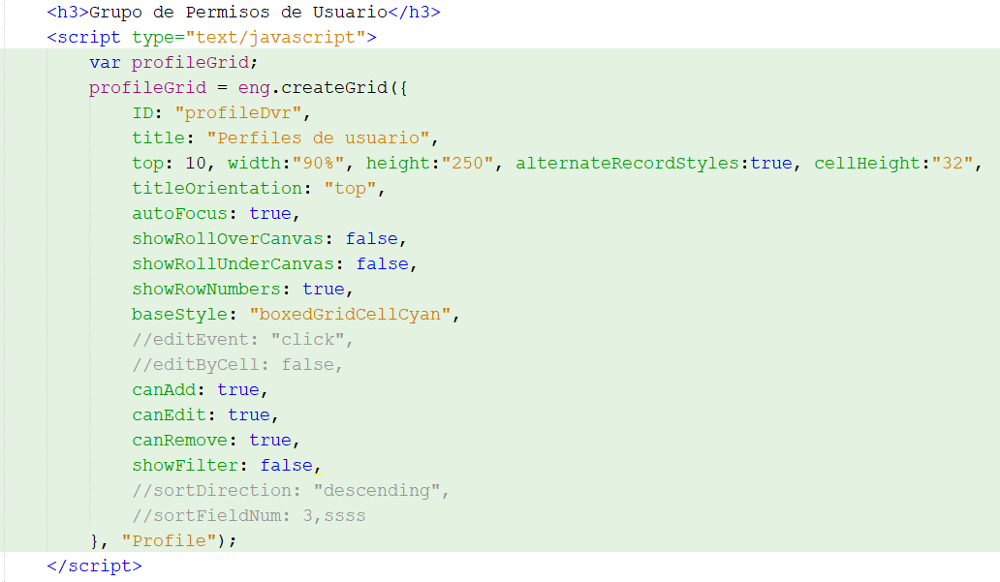 <h3>Grupo de Permisos de Usuario</h3>
<script type="text/javascript">
var profileGrid;
profileGrid = eng.createGrid({
ID: "profileDvr",
title: "Perfiles de usuario",
top: 10, width:"90%", height:"250", alternateRecordStyles:true, cellHeight:"32",
titleOrientation: "top",
autoFocus: true,
showRollOverCanvas: false,
showRollUnderCanvas: false,
showRowNumbers: true,
baseStyle: "boxedGridCellCyan",
//editEvent: "click",
//editByCell: false,
canAdd: true,
canEdit: true,
canRemove: true,
showFilter: false,
//sortDirection: "descending",
//sortFieldNum: 3,ssss
}, "Profile");
</script>